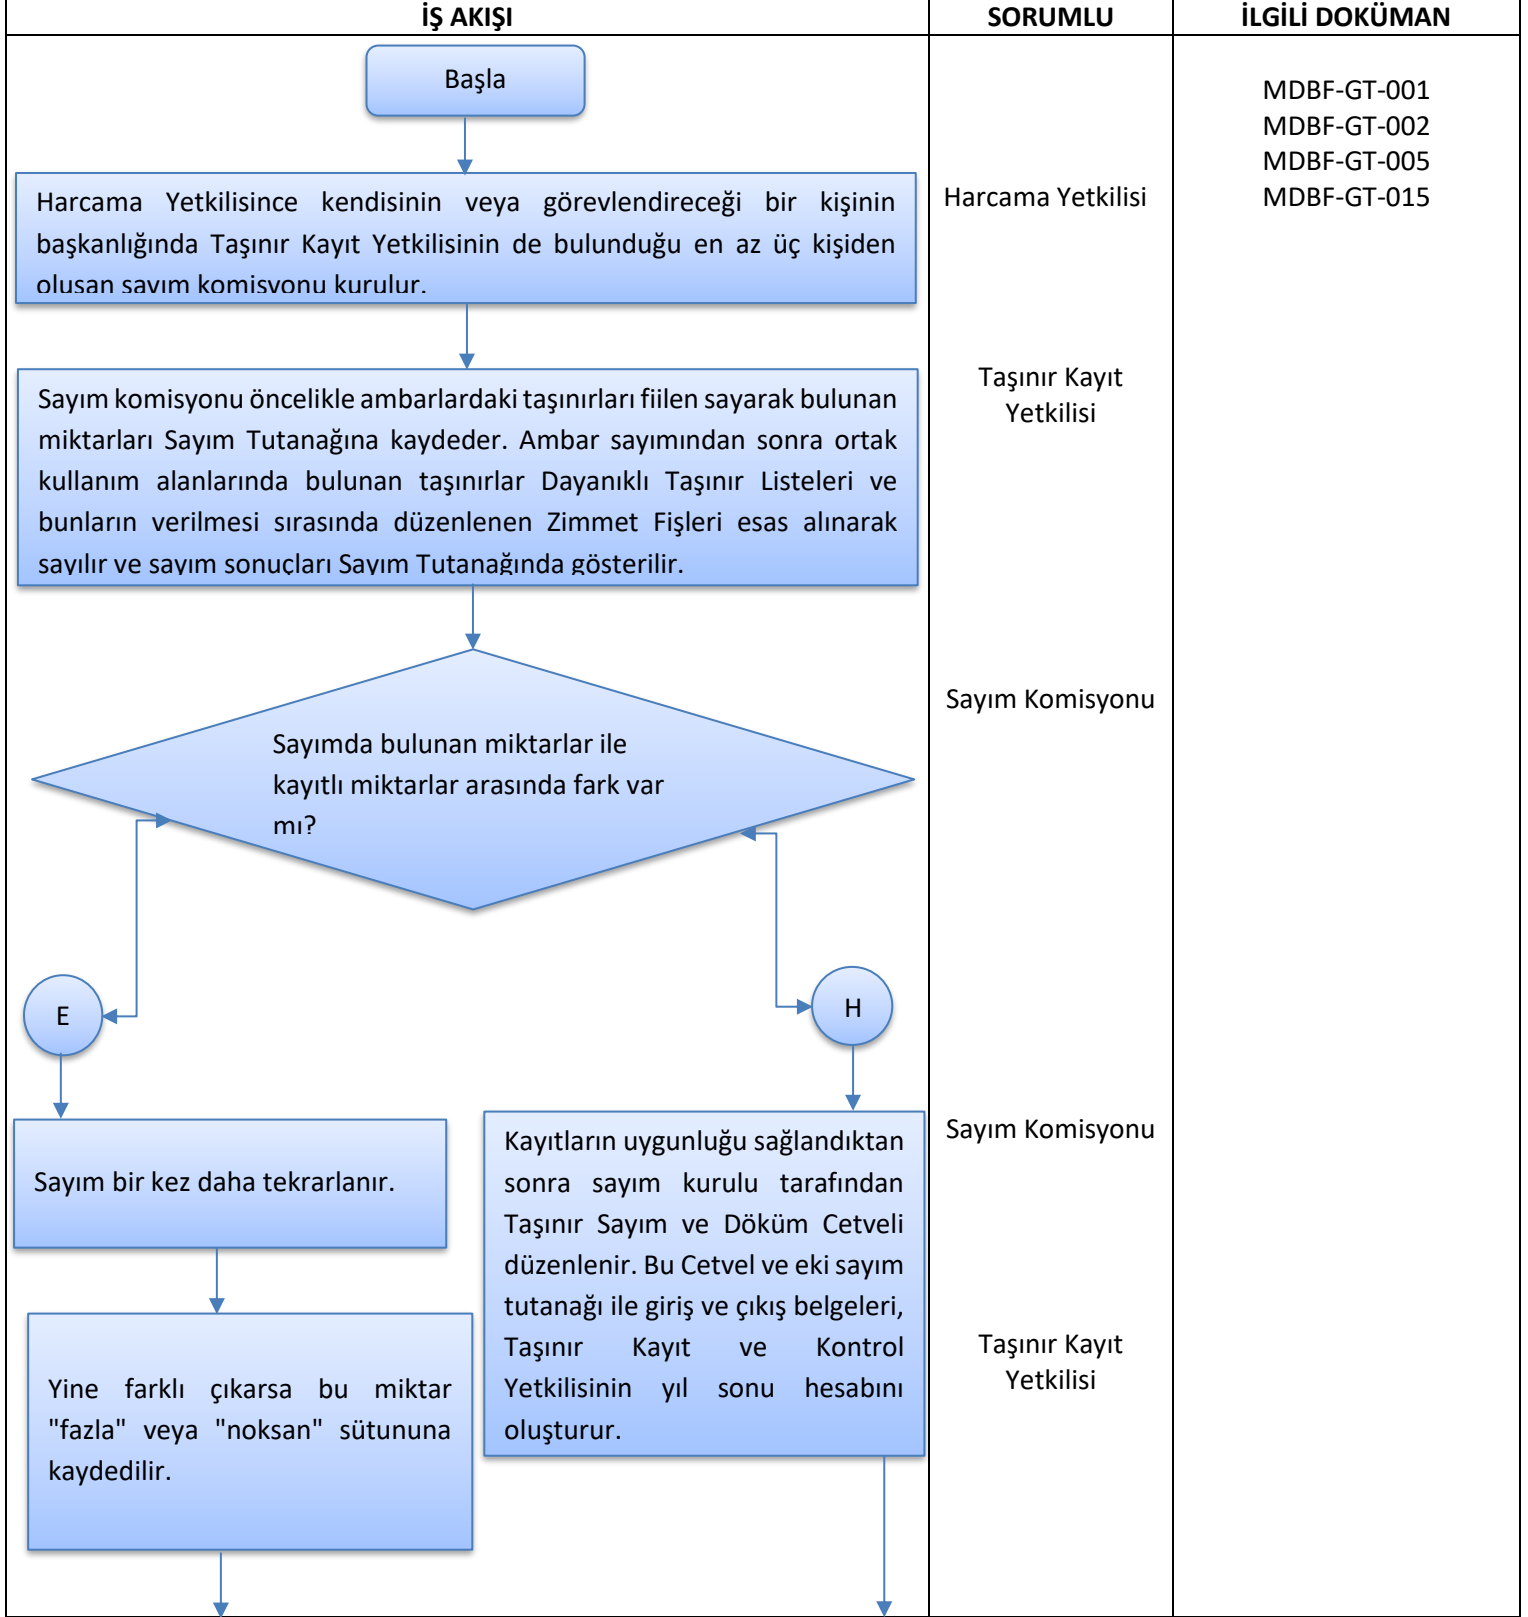 İŞ AKIŞI
SORUMLU
İLGİLİ DOKÜMAN
Başla
MDBF-GT-001
MDBF-GT-002
MDBF-GT-005
MDBF-GT-015
Harcama Yetkilisince kendisinin veya görevlendireceği bir kişinin
başkanlığında Taşınır Kayıt Yetkilisinin de bulunduğu en az üç kişiden
oluşan sayım komisyonu kurulur.
Harcama Yetkilisi
Sayım komisyonu öncelikle ambarlardaki taşınırları fiilen sayarak bulunan
miktarları Sayım Tutanağına kaydeder. Ambar sayımından sonra ortak
kullanım alanlarında bulunan taşınırlar Dayanıklı Taşınır Listeleri ve
bunların verilmesi sırasında düzenlenen Zimmet Fişleri esas alınarak
sayılır ve sayım sonuçları Sayım Tutanağında gösterilir.
Taşınır Kayıt
Yetkilisi
Sayımda bulunan miktarlar ile
kayıtlı miktarlar arasında fark var
mı?
Sayım Komisyonu
E
H
Sayım bir kez daha tekrarlanır.
Kayıtların uygunluğu sağlandıktan
sonra sayım kurulu tarafından
Taşınır Sayım ve Döküm Cetveli
düzenlenir. Bu Cetvel ve eki sayım
tutanağı ile giriş ve çıkış belgeleri,
Taşınır Kayıt ve Kontrol
Yetkilisinin yıl sonu hesabını
oluşturur.
Sayım Komisyonu
Yine farklı çıkarsa bu miktar
"fazla" veya "noksan" sütununa
kaydedilir.
Taşınır Kayıt
Yetkilisi